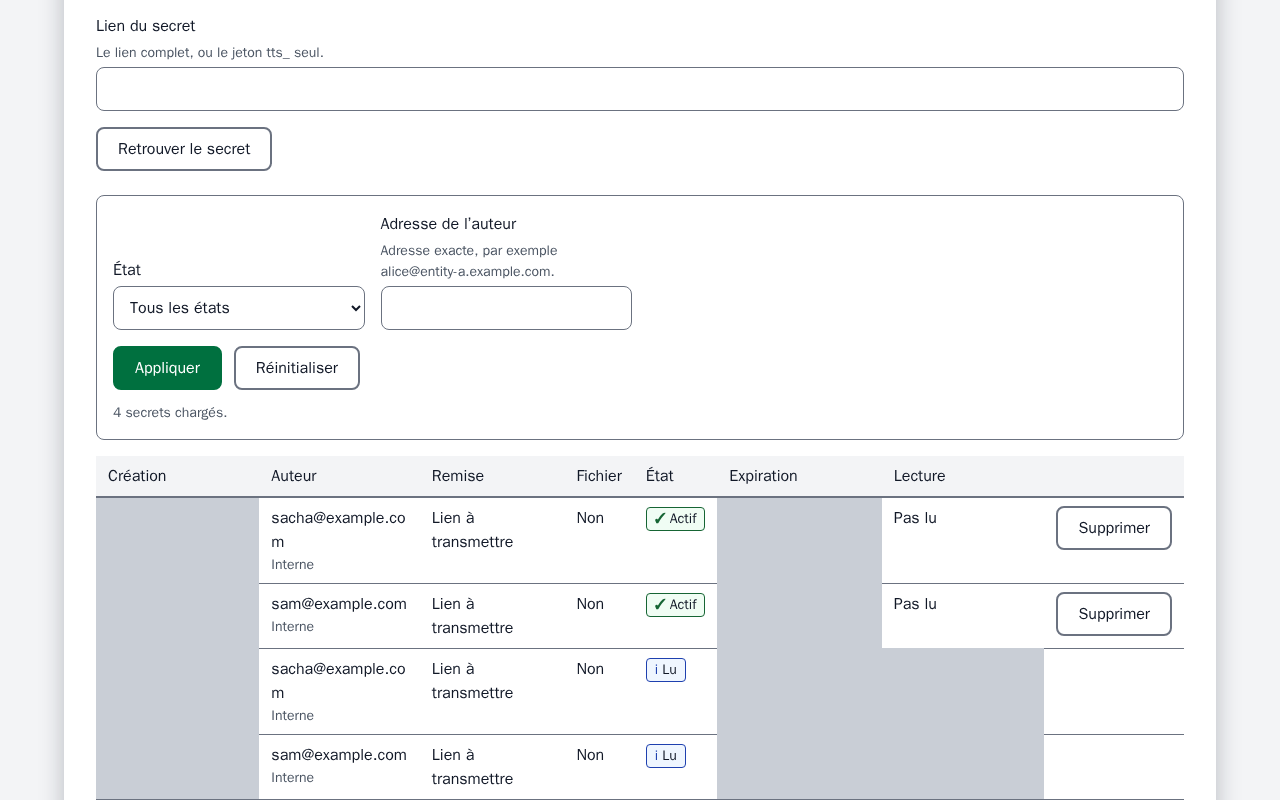 Lien du secret
Le lien complet, ou le jeton tts_ seul.
Retrouver le secret
Adresse de l'auteur
Adresse exacte, par exemple
alice@entity-a.example.com.
État
Tous les états
Appliquer
Réinitialiser
4 secrets chargés.
Création Auteur Remise Fichier État Expiration Lecture
sacha@example.co Lien à Non ✓ Actif Pas lu Supprimer
m transmettre
Interne
sam@example.com Lien à Non ✓ Actif Pas lu Supprimer
Interne transmettre
sacha@example.co Lien à Non i Lu
m transmettre
Interne
sam@example.com Lien à Non i Lu
Interne transmettre